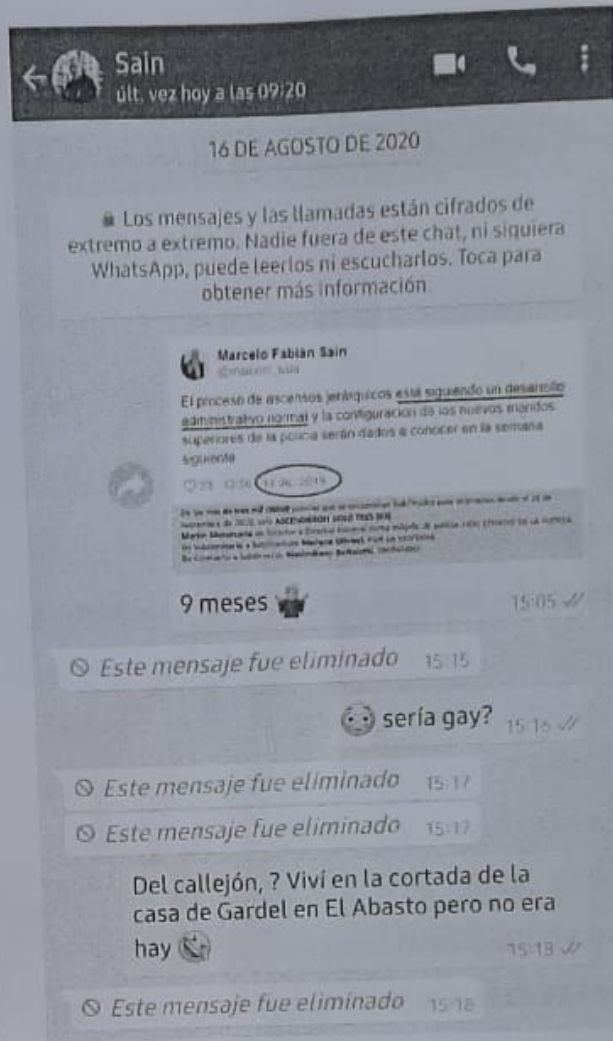 Sain
últ. vez hoy a las 09:20
16 DE AGOSTO DE 2020
Los mensajes y las llamadas están cifrados de
extremo a extremo. Nadie fuera de este chat, ni siquiera
WhatsApp, puede leerlos ni escucharlos. Toca para
obtener más información.
Marcelo Fabián Sain
El proceso de ascensos jerárquicos está siguiendo un desarrollo
administrativo normal y la configuración de los nuevos mandos
superiores de la policía serán dados a conocer en la semana
siguiente
9 meses
15:05
Este mensaje fue eliminado 15:15
sería gay? 15:16
Este mensaje fue eliminado 15:17
Este mensaje fue eliminado 15:17
Del callejón, ? Viví en la cortada de la
casa de Gardel en El Abasto pero no era
hay
15:18
Este mensaje fue eliminado 15:18